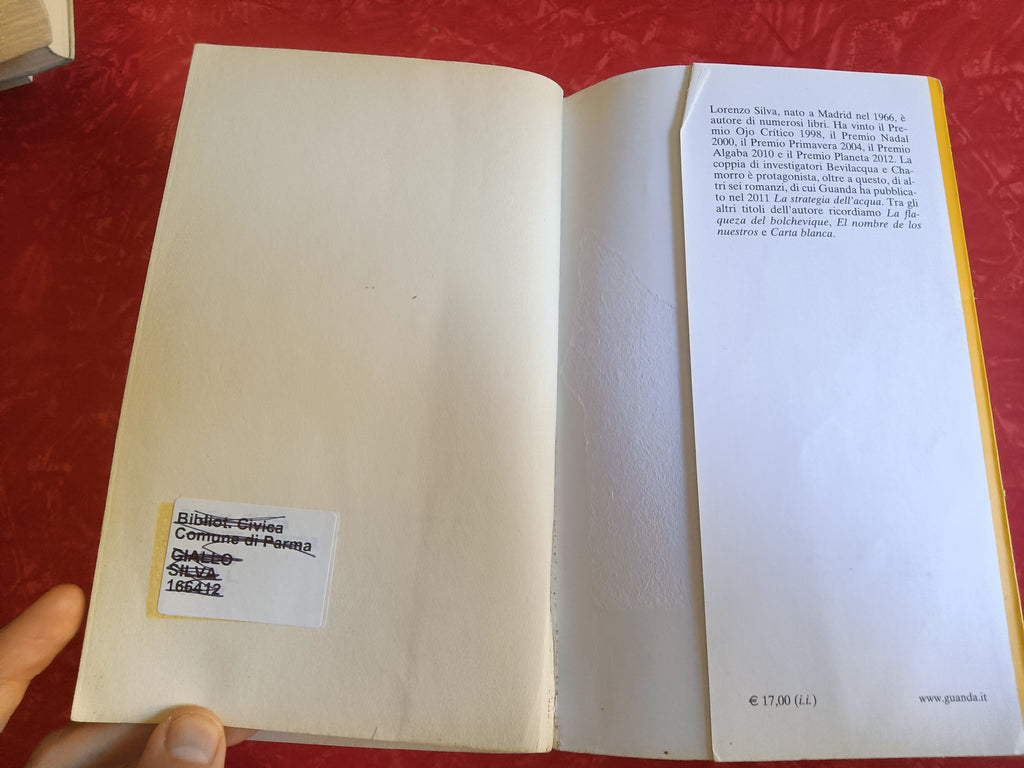 Lorenzo Silva, nato a Madrid nel 1966, è
autore di numerosi libri. Ha vinto il Pre-
mio Ojo Crítico 1998, il Premio Nadal
2000, il Premio Primavera 2004, il Premio
Algaba 2010 e il Premio Planeta 2012. La
coppia di investigatori Bevilacqua e Cha-
morro è protagonista, oltre a questo, di al-
tri sei romanzi, di cui Guanda ha pubblica-
to nel 2011 La strategia dell'acqua. Tra gli
altri titoli dell'autore ricordiamo La fla-
queza del bolchevique, El nombre de los
nuestros e Carta blanca.
Bibliot. Civica
Comune di Parma
GIALLO
SILVA
166412
€ 17,00 (i.i.)
www.guanda.it